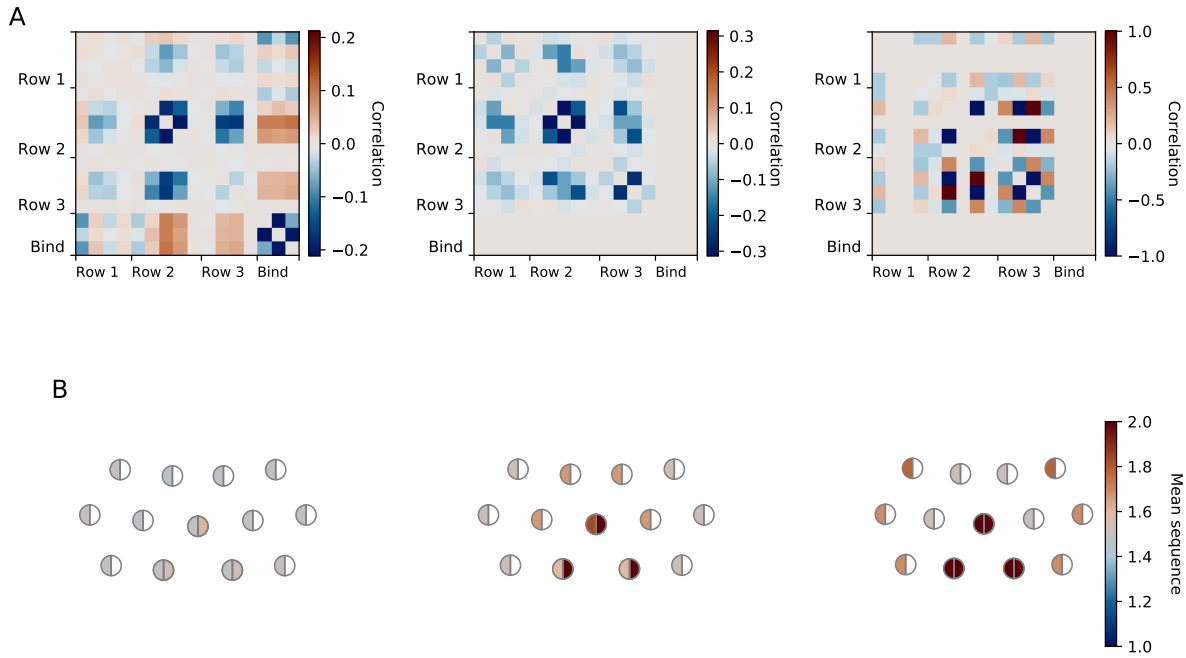 A
Row 1
Row 2
Row 3
Bind
Row 1 Row 2 Row 3 Bind
0.2
0.1
0.0
−0.1
−0.2
Correlation
Row 1
Row 2
Row 3
Bind
Row 1 Row 2 Row 3 Bind
0.3
0.2
0.1
0.0
−0.1
−0.2
−0.3
Correlation
Row 1
Row 2
Row 3
Bind
Row 1 Row 2 Row 3 Bind
1.0
0.5
0.0
−0.5
−1.0
Correlation
B
2.0
1.8
1.6
1.4
1.2
1.0
Mean sequence